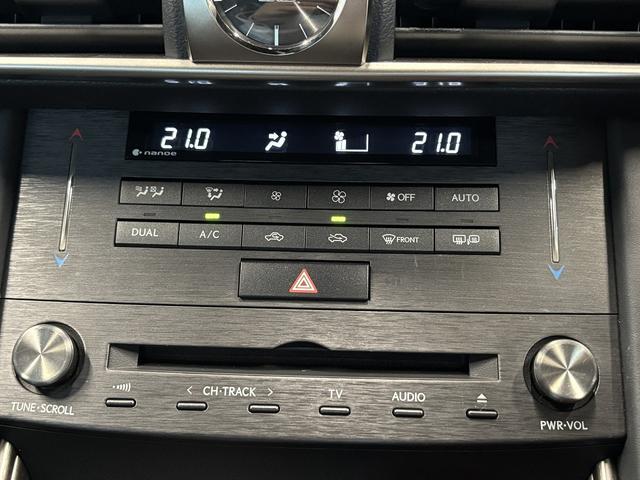 21.0 21.0
nanoe
OFF AUTO
DUAL A/C FRONT
CH·TRACK TV AUDIO
TUNE·SCROLL PWR·VOL